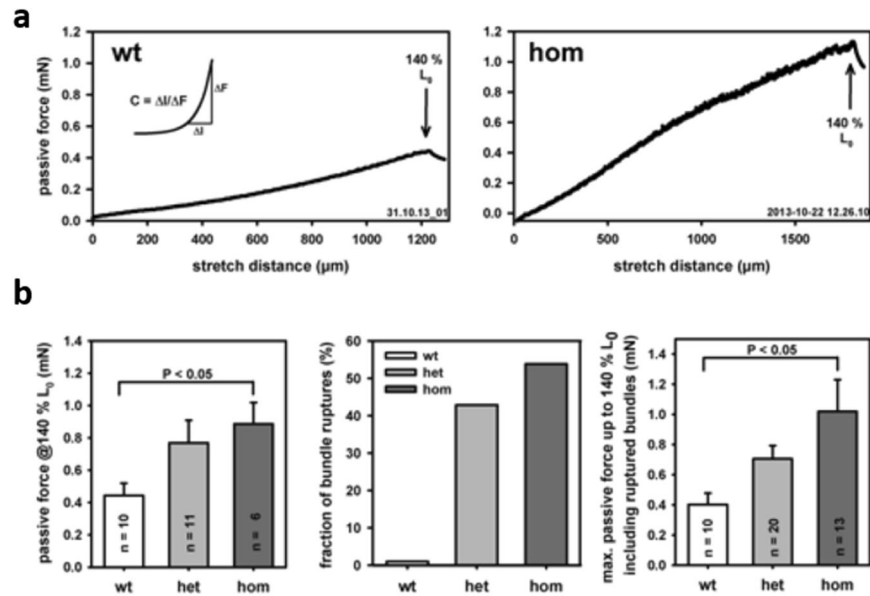 a
wt
C = Δl/ΔF
ΔF
Δl
140 %
L0
passive force (mN)
1.2
1.0
0.8
0.6
0.4
0.2
0.0
0 200 400 600 800 1000 1200
31.10.13_01
stretch distance (µm)
hom
140 %
L0
1.2
1.0
0.8
0.6
0.4
0.2
0.0
0 500 1000 1500
2013-10-22 12.26.10
stretch distance (µm)
b
passive force @140 % L0 (mN)
1.4
1.2
1.0
0.8
0.6
0.4
0.2
0.0
P < 0.05
n = 10
n = 11
n = 6
wt het hom
fraction of bundle ruptures (%)
60
50
40
30
20
10
0
wt
het
hom
wt het hom
max. passive force up to 140 % L0
including ruptured bundles (mN)
1.4
1.2
1.0
0.8
0.6
0.4
0.2
0.0
P < 0.05
n = 10
n = 20
n = 13
wt het hom